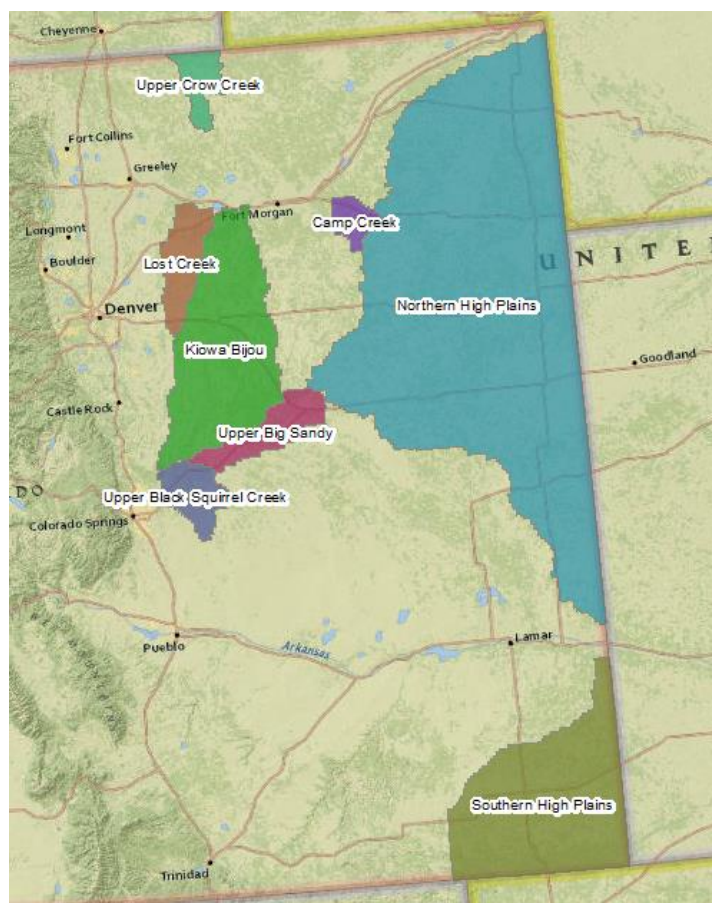 Cheyenne
Upper Crow Creek
Fort Collins
Greeley
Fort Morgan
Camp Creek
Longmont
Boulder
Lost Creek
UNITE
Denver
Northern High Plains
Kiowa Bijou
Goodland
Castle Rock
Upper Big Sandy
DO
Upper Black Squirrel Creek
Colorado Springs
Pueblo
Arkansas
Lamar
Southern High Plains
Trinidad